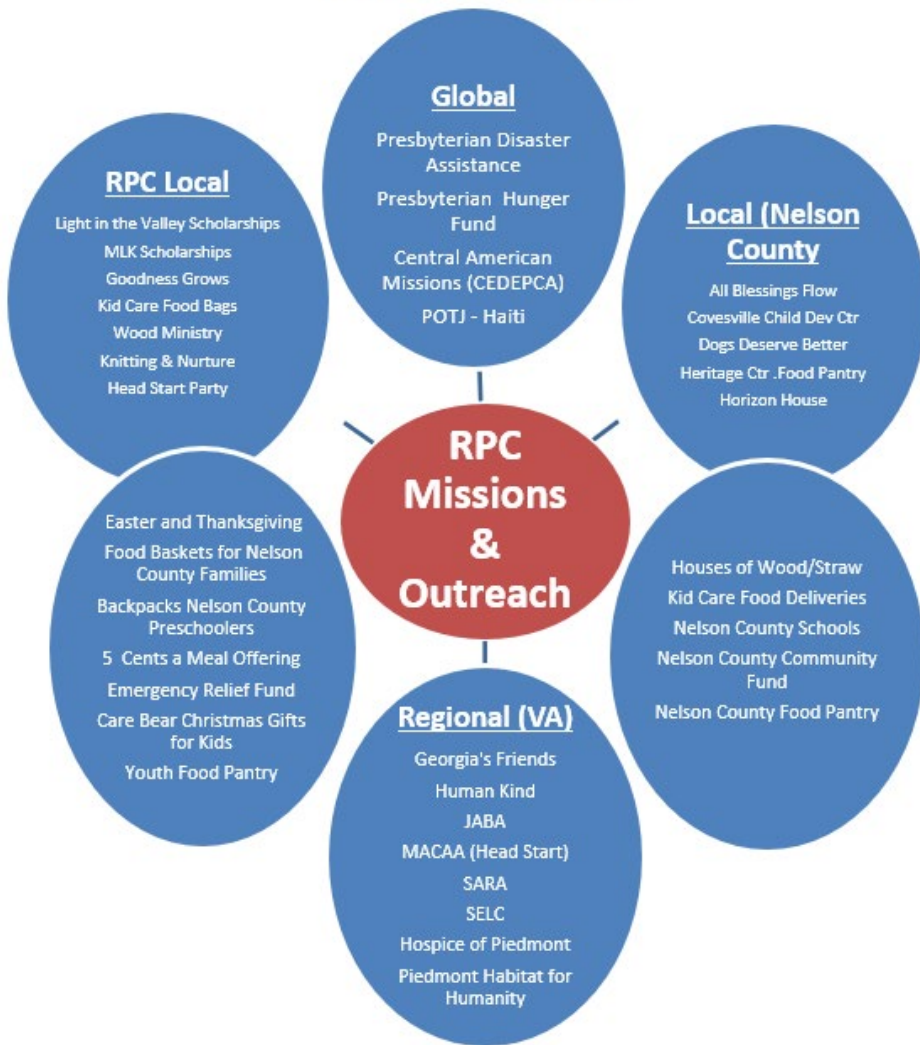 Global
Presbyterian Disaster
Assistance
Presbyterian Hunger
Fund
Central American
Missions (CEDEPCA)
POTJ - Haiti
RPC Local
Light in the Valley Scholarships
MLK Scholarships
Goodness Grows
Kid Care Food Bags
Wood Ministry
Knitting & Nurture
Head Start Party
Local (Nelson
County
All Blessings Flow
Covesville Child Dev Ctr
Dogs Deserve Better
Heritage Ctr .Food Pantry
Horizon House
RPC
Missions
&
Outreach
Easter and Thanksgiving
Food Baskets for Nelson
County Families
Backpacks Nelson County
Preschoolers
5 Cents a Meal Offering
Emergency Relief Fund
Care Bear Christmas Gifts
for Kids
Youth Food Pantry
Houses of Wood/Straw
Kid Care Food Deliveries
Nelson County Schools
Nelson County Community
Fund
Nelson County Food Pantry
Regional (VA)
Georgia's Friends
Human Kind
JABA
MACAA (Head Start)
SARA
SELC
Hospice of Piedmont
Piedmont Habitat for
Humanity